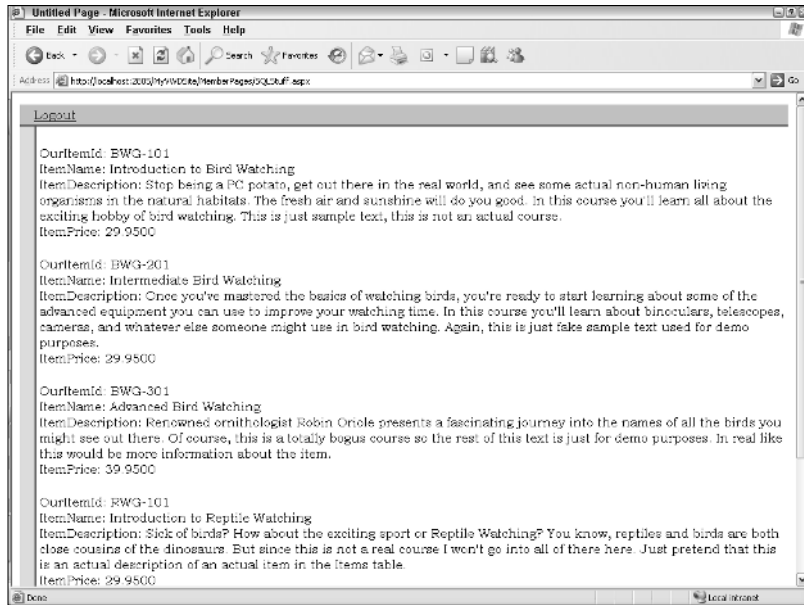 Untitled Page - Microsoft Internet Explorer
File Edit View Favorites Tools Help
Back Search Favorites
Address http://localhost:2005/MyVWDSite/MemberPages/SQLStuff.aspx Go
Logout
OurItemId: BWG-101
ItemName: Introduction to Bird Watching
ItemDescription: Stop being a PC potato, get out there in the real world, and see some actual non-human living
organisms in the natural habitats. The fresh air and sunshine will do you good. In this course you'll learn all about the
exciting hobby of bird watching. This is just sample text, this is not an actual course.
ItemPrice: 29.9500
OurItemId: BWG-201
ItemName: Intermediate Bird Watching
ItemDescription: Once you've mastered the basics of watching birds, you're ready to start learning about some of the
advanced equipment you can use to improve your watching time. In this course you'll learn about binoculars, telescopes,
cameras, and whatever else someone might use in bird watching. Again, this is just fake sample text used for demo
purposes.
ItemPrice: 29.9500
OurItemId: BWG-301
ItemName: Advanced Bird Watching
ItemDescription: Renowned ornithologist Robin Oriole presents a fascinating journey into the names of all the birds you
might see out there. Of course, this is a totally bogus course so the rest of this text is just for demo purposes. In real like
this would be more information about the item.
ItemPrice: 39.9500
OurItemId: RWG-101
ItemName: Introduction to Reptile Watching
ItemDescription: Sick of birds? How about the exciting sport or Reptile Watching? You know, reptiles and birds are both
close cousins of the dinosaurs. But since this is not a real course I won't go into all of there here. Just pretend that this
is an actual description of an actual item in the Items table.
ItemPrice: 29.9500
Done Local intranet